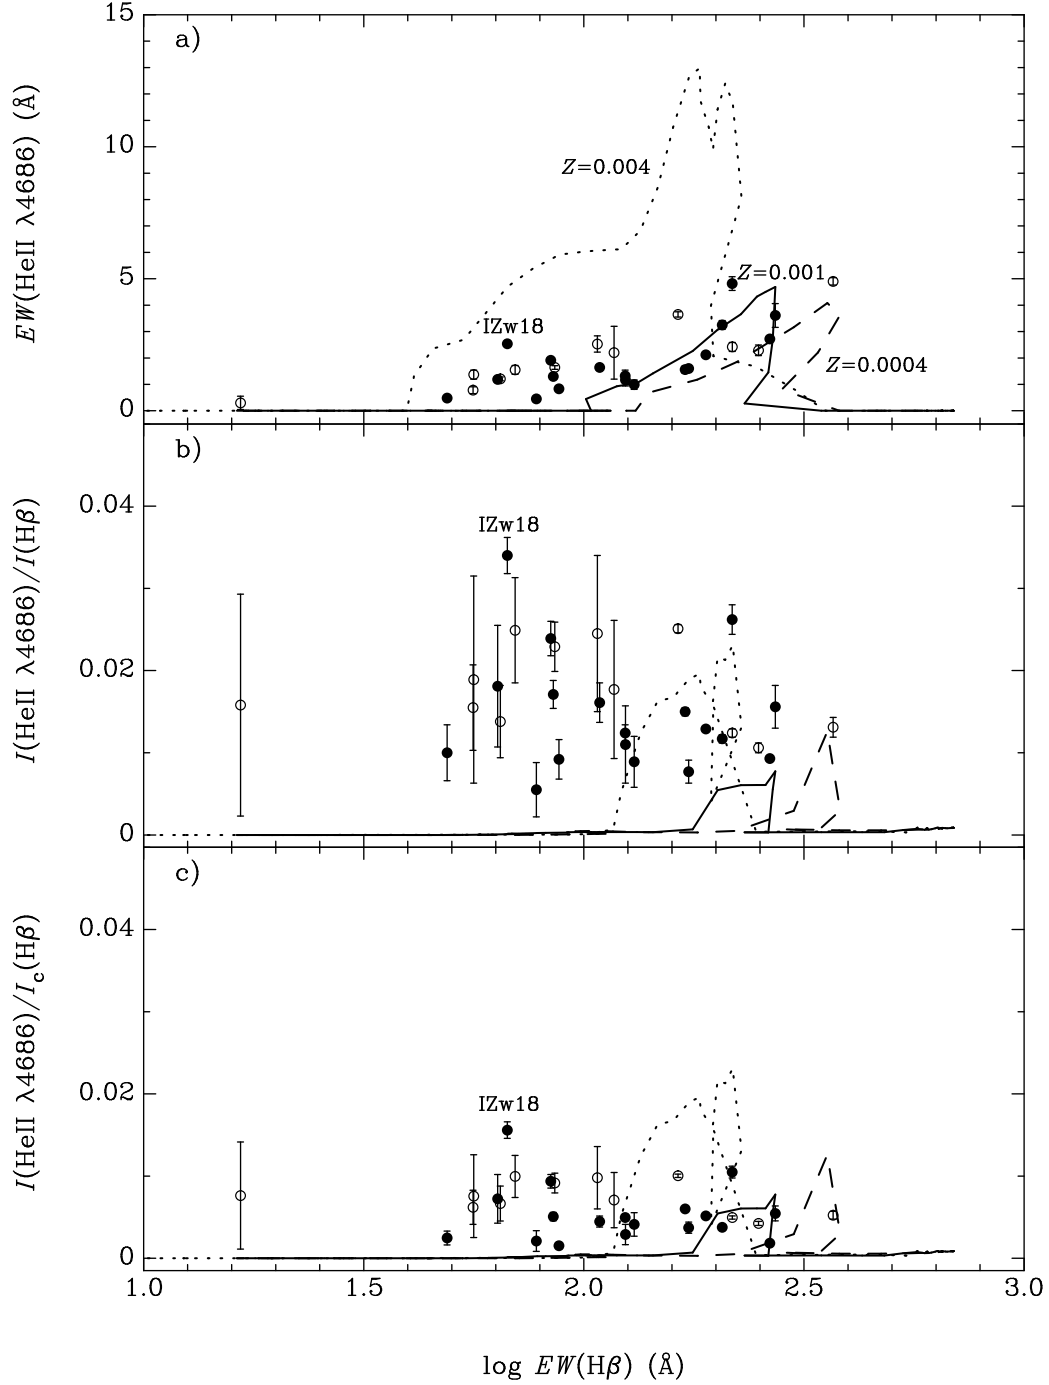 15
a)
10
5
0
EW(HeII λ4686) (Å)
Z=0.004
Z=0.001
IZw18
Z=0.0004
b)
0.04
0.02
0
I(HeII λ4686)/I(Hβ)
IZw18
c)
0.04
0.02
0
I(HeII λ4686)/I_c(Hβ)
IZw18
1.0 1.5 2.0 2.5 3.0
log EW(Hβ) (Å)